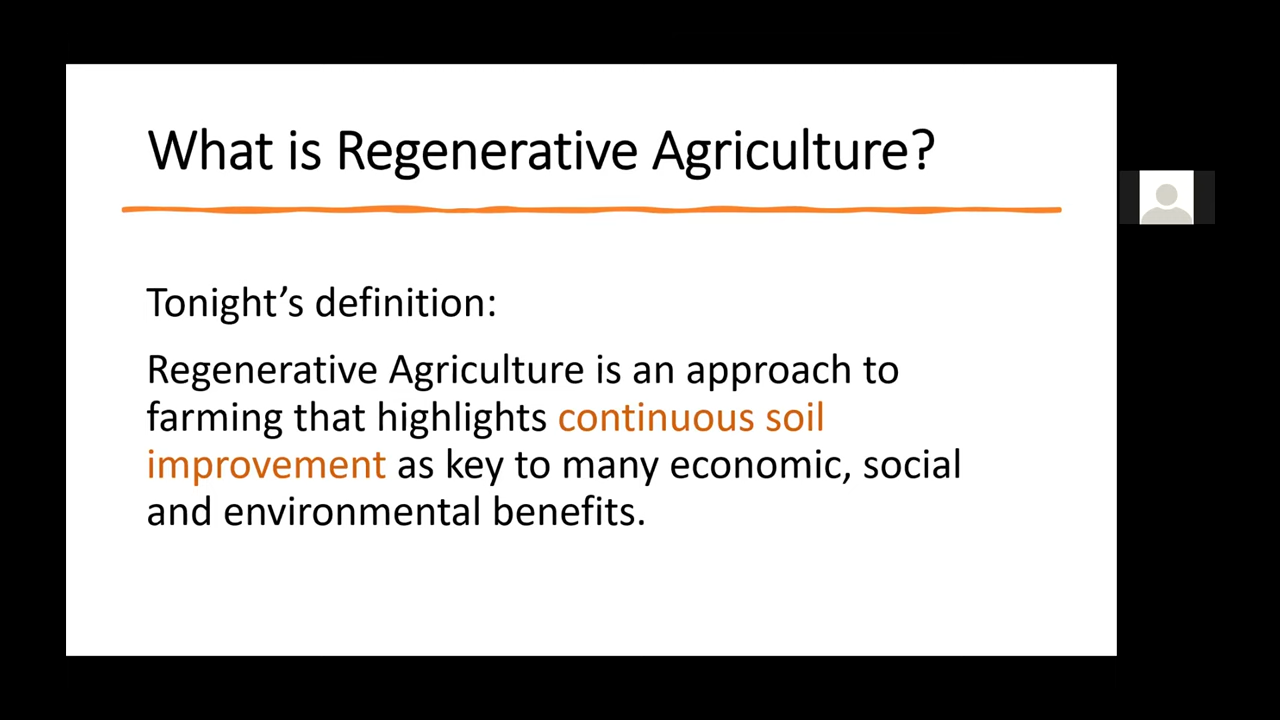 What is Regenerative Agriculture?
Tonight’s definition:
Regenerative Agriculture is an approach to
farming that highlights continuous soil
improvement as key to many economic, social
and environmental benefits.